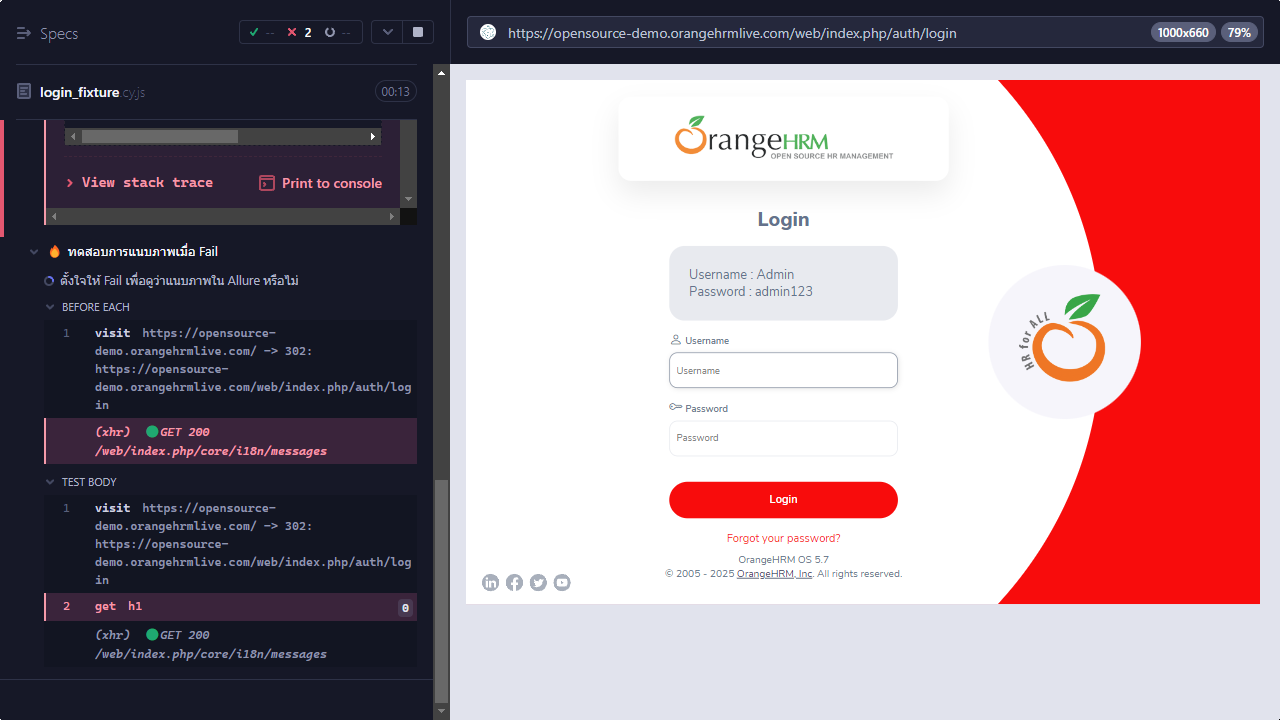 Specs
--
2
--
https://opensource-demo.orangehrmlive.com/web/index.php/auth/login
1000x660
79%
login_fixture.cy.js
00:13
View stack trace
Print to console
ทดสอบการแนบภาพเมื่อ Fail
ตั้งใจให้ Fail เพื่อดูว่าแนบภาพใน Allure หรือไม่
BEFORE EACH
1 visit https://opensource-
demo.orangehrmlive.com/ -> 302:
https://opensource-
demo.orangehrmlive.com/web/index.php/auth/log
in
(xhr) GET 200
/web/index.php/core/i18n/messages
TEST BODY
1 visit https://opensource-
demo.orangehrmlive.com/ -> 302:
https://opensource-
demo.orangehrmlive.com/web/index.php/auth/log
in
2 get h1 0
(xhr) GET 200
/web/index.php/core/i18n/messages
OrangeHRM
OPEN SOURCE HR MANAGEMENT
Login
Username : Admin
Password : admin123
Username
Username
Password
Password
Login
Forgot your password?
OrangeHRM OS 5.7
© 2005 - 2025 OrangeHRM, Inc. All rights reserved.
HR for ALL